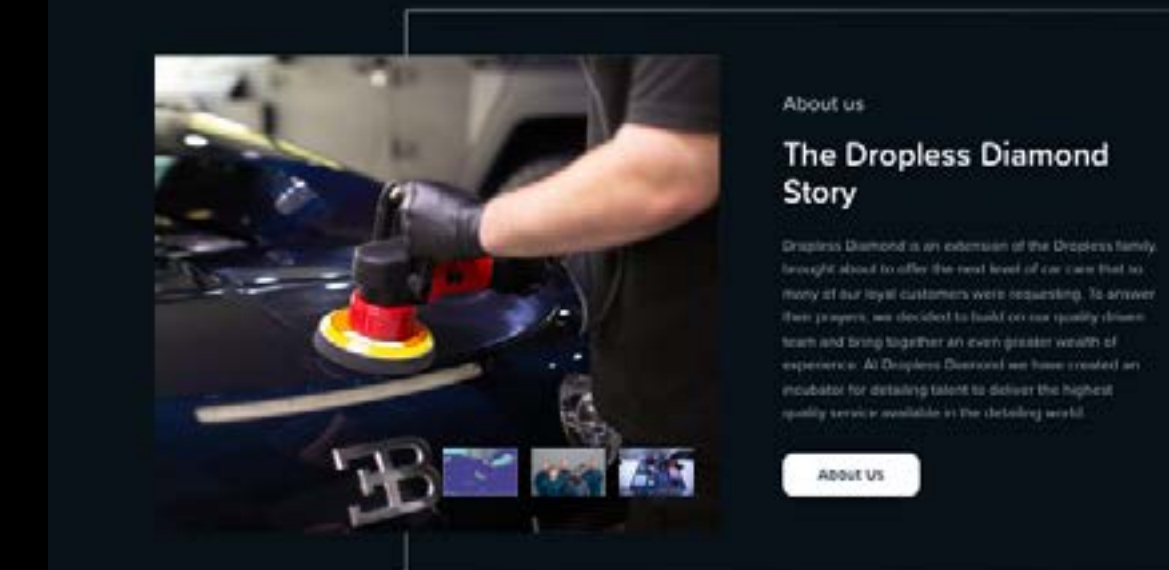 About us
The Dropless Diamond
Story
Dropless Diamond is an extension of the Dropless family,
brought about to offer the next level of car care that so
many of our loyal customers were requesting. To answer
their prayers, we decided to build on our quality driven
team and bring together an even greater wealth of
experience. At Dropless Diamond we have created an
incubator for detailing talent to deliver the highest
quality service available in the detailing world.
About US
EB